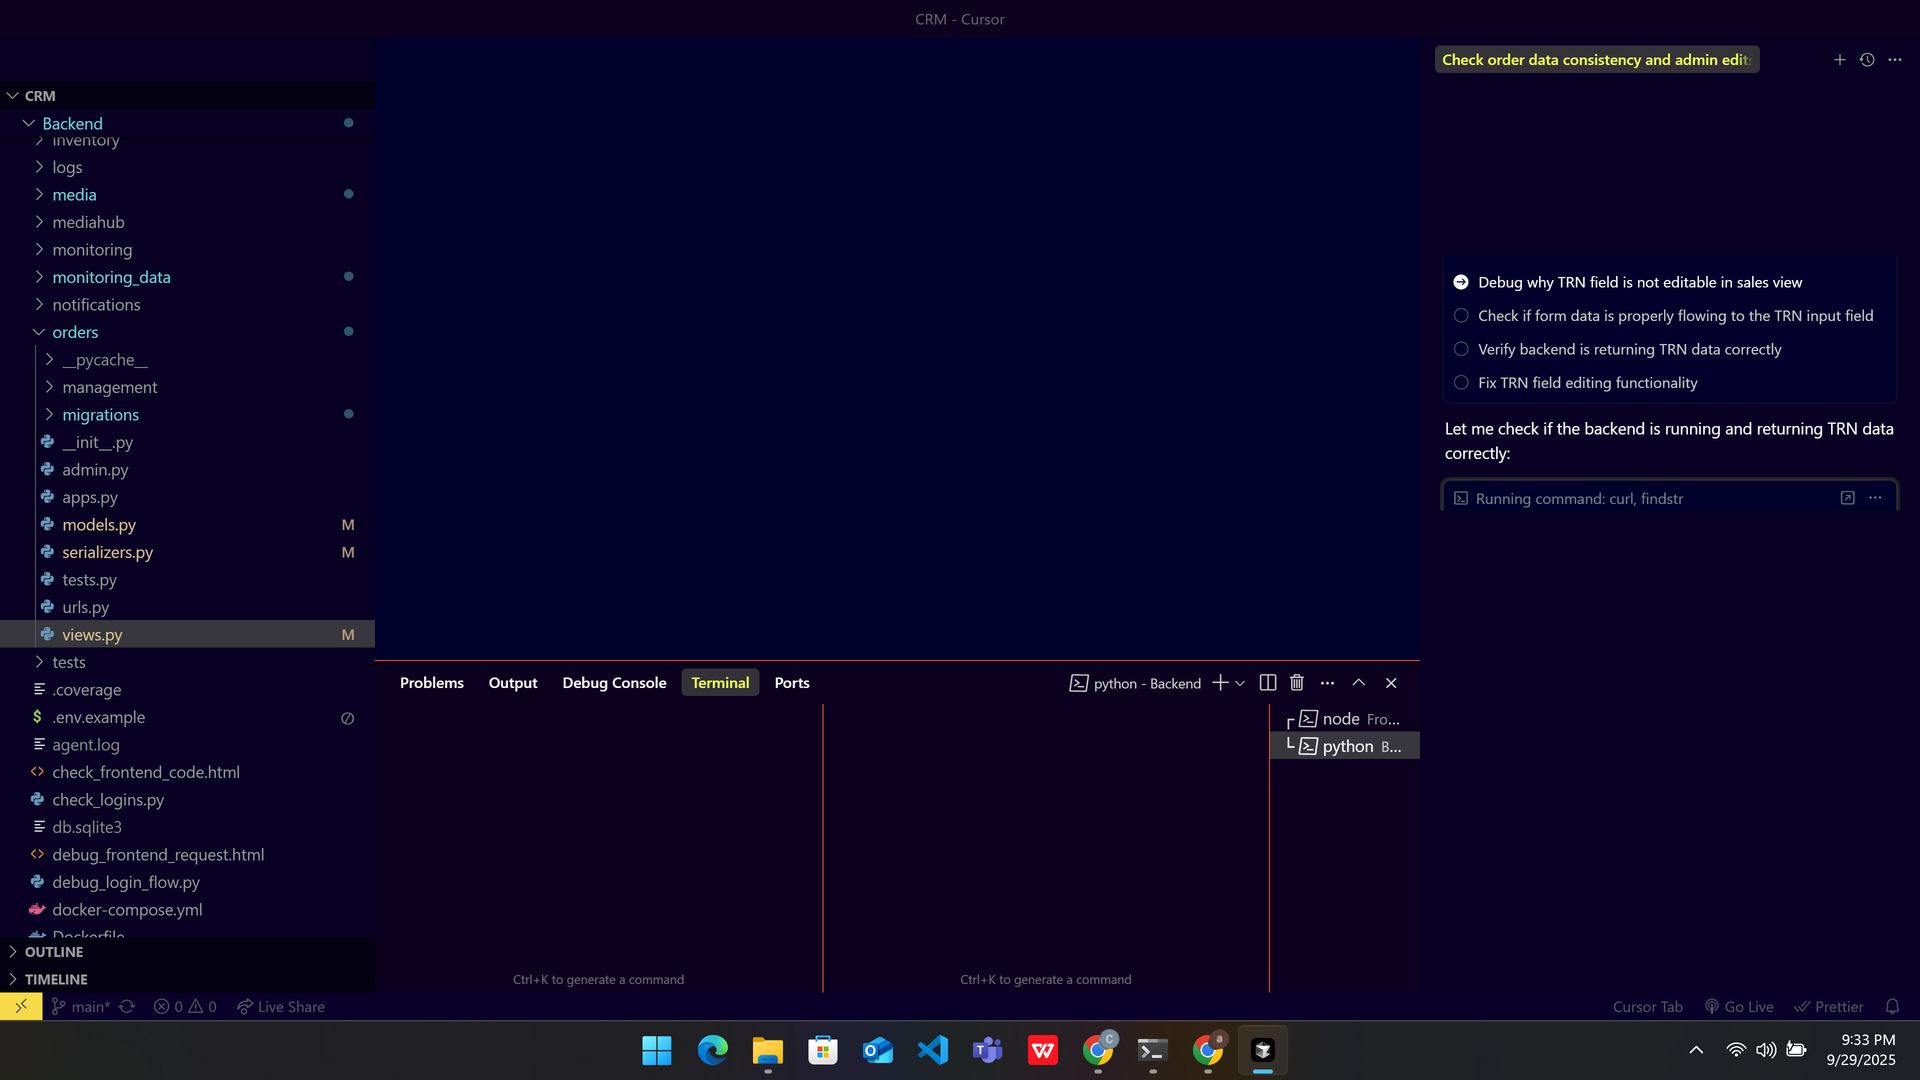 CRM - Cursor
CRM
Backend
inventory
logs
media
mediahub
monitoring
monitoring_data
notifications
orders
__pycache__
management
migrations
__init__.py
admin.py
apps.py
models.py M
serializers.py M
tests.py
urls.py
views.py M
tests
.coverage
.env.example
agent.log
check_frontend_code.html
check_logins.py
db.sqlite3
debug_frontend_request.html
debug_login_flow.py
docker-compose.yml
Dockerfile
OUTLINE
TIMELINE
Problems Output Debug Console Terminal Ports
python - Backend
node Fro...
python B...
Ctrl+K to generate a command
Ctrl+K to generate a command
Check order data consistency and admin edit
Debug why TRN field is not editable in sales view
Check if form data is properly flowing to the TRN input field
Verify backend is returning TRN data correctly
Fix TRN field editing functionality
Let me check if the backend is running and returning TRN data
correctly:
Running command: curl, findstr
main* 0 0 Live Share
Cursor Tab Go Live Prettier
C
a
9:33 PM
9/29/2025